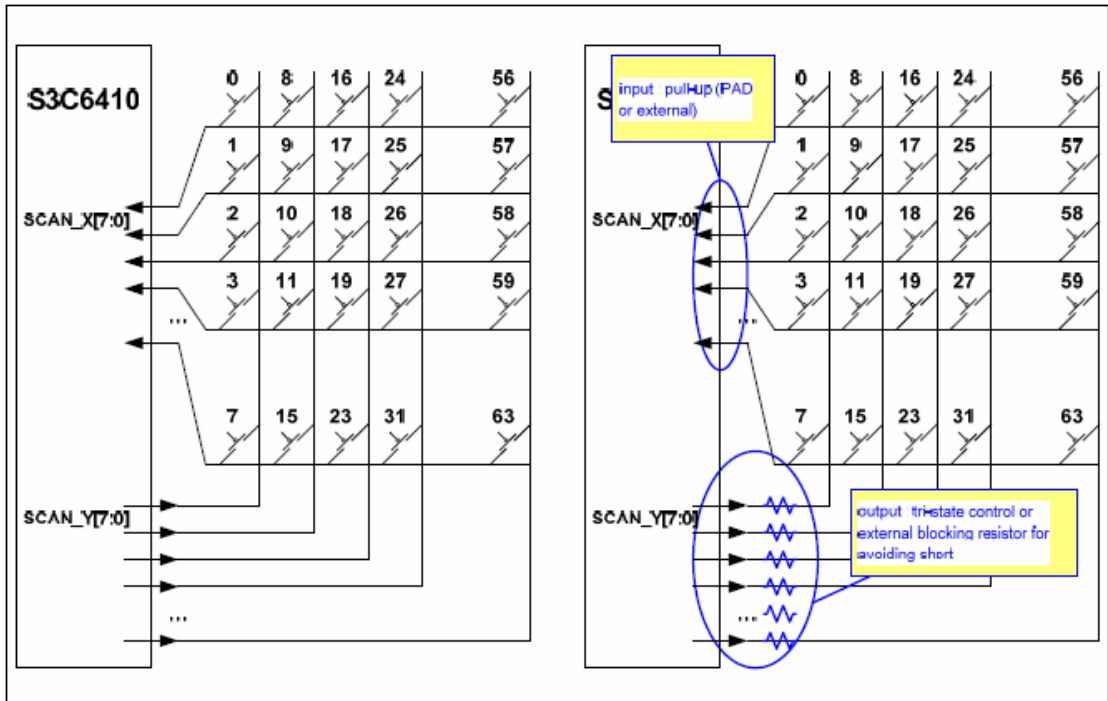 0 8 16 24 56
S3C6410
1 9 17 25 57
SCAN_X[7:0]
2 10 18 26 58
3 11 19 27 59
...
7 15 23 31 63
SCAN_Y[7:0]
...
input : pull-up (PAD
or external)
0 8 16 24 56
S
1 9 17 25 57
SCAN_X[7:0]
2 10 18 26 58
3 11 19 27 59
...
7 15 23 31 63
SCAN_Y[7:0]
output : tri-state control or
external blocking resistor for
avoiding short
...